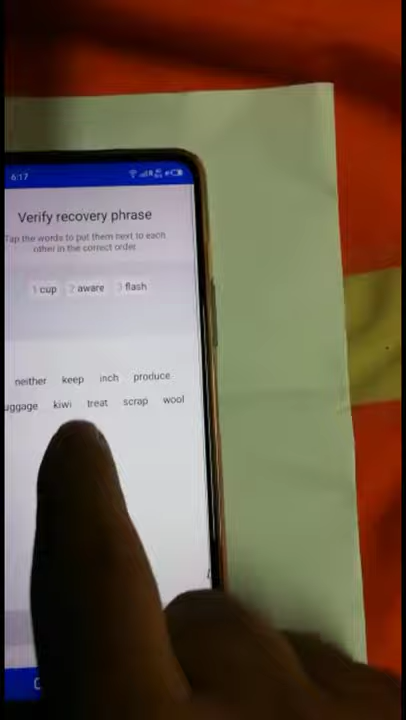 6:17
Verify recovery phrase
Tap the words to put them next to each
other in the correct order.
1 cup 2 aware 3 flash
neither keep inch produce
uggage kiwi treat scrap wool